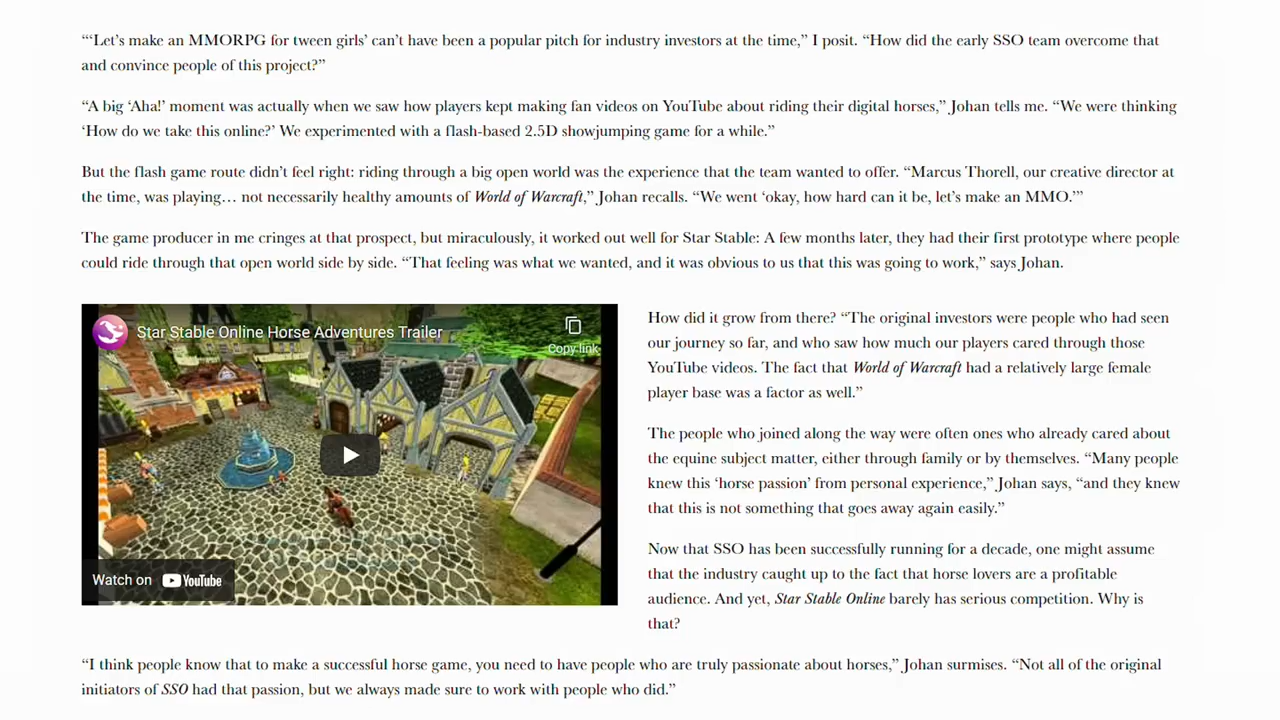 “‘Let’s make an MMORPG for tween girls’ can’t have been a popular pitch for industry investors at the time,” I posit. “How did the early SSO team overcome that
and convince people of this project?”
“A big ‘Aha!’ moment was actually when we saw how players kept making fan videos on YouTube about riding their digital horses,” Johan tells me. “We were thinking
‘How do we take this online?’ We experimented with a flash-based 2.5D showjumping game for a while.”
But the flash game route didn’t feel right: riding through a big open world was the experience that the team wanted to offer. “Marcus Thorell, our creative director at
the time, was playing… not necessarily healthy amounts of World of Warcraft,” Johan recalls. “We went ‘okay, how hard can it be, let’s make an MMO.’”
The game producer in me cringes at that prospect, but miraculously, it worked out well for Star Stable: A few months later, they had their first prototype where people
could ride through that open world side by side. “That feeling was what we wanted, and it was obvious to us that this was going to work,” says Johan.
Star Stable Online Horse Adventures Trailer
Copy link
Watch on YouTube
How did it grow from there? “The original investors were people who had seen
our journey so far, and who saw how much our players cared through those
YouTube videos. The fact that World of Warcraft had a relatively large female
player base was a factor as well.”
The people who joined along the way were often ones who already cared about
the equine subject matter, either through family or by themselves. “Many people
knew this ‘horse passion’ from personal experience,” Johan says, “and they knew
that this is not something that goes away again easily.”
Now that SSO has been successfully running for a decade, one might assume
that the industry caught up to the fact that horse lovers are a profitable
audience. And yet, Star Stable Online barely has serious competition. Why is
that?
“I think people know that to make a successful horse game, you need to have people who are truly passionate about horses,” Johan surmises. “Not all of the original
initiators of SSO had that passion, but we always made sure to work with people who did.”